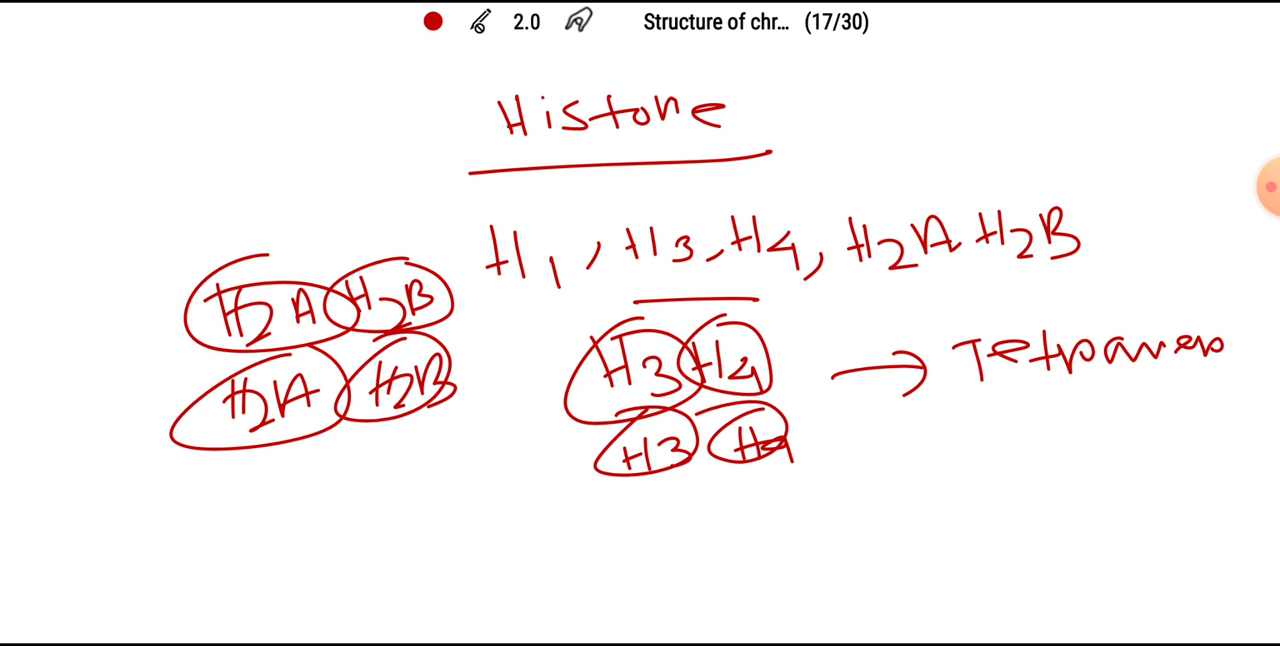 2.0 Structure of chr... (17/30)
Histone
H1, H3, H4, H2A H2B
H2A H2B
H2A H2B
H3 H4 → Tetramer
H3 H4